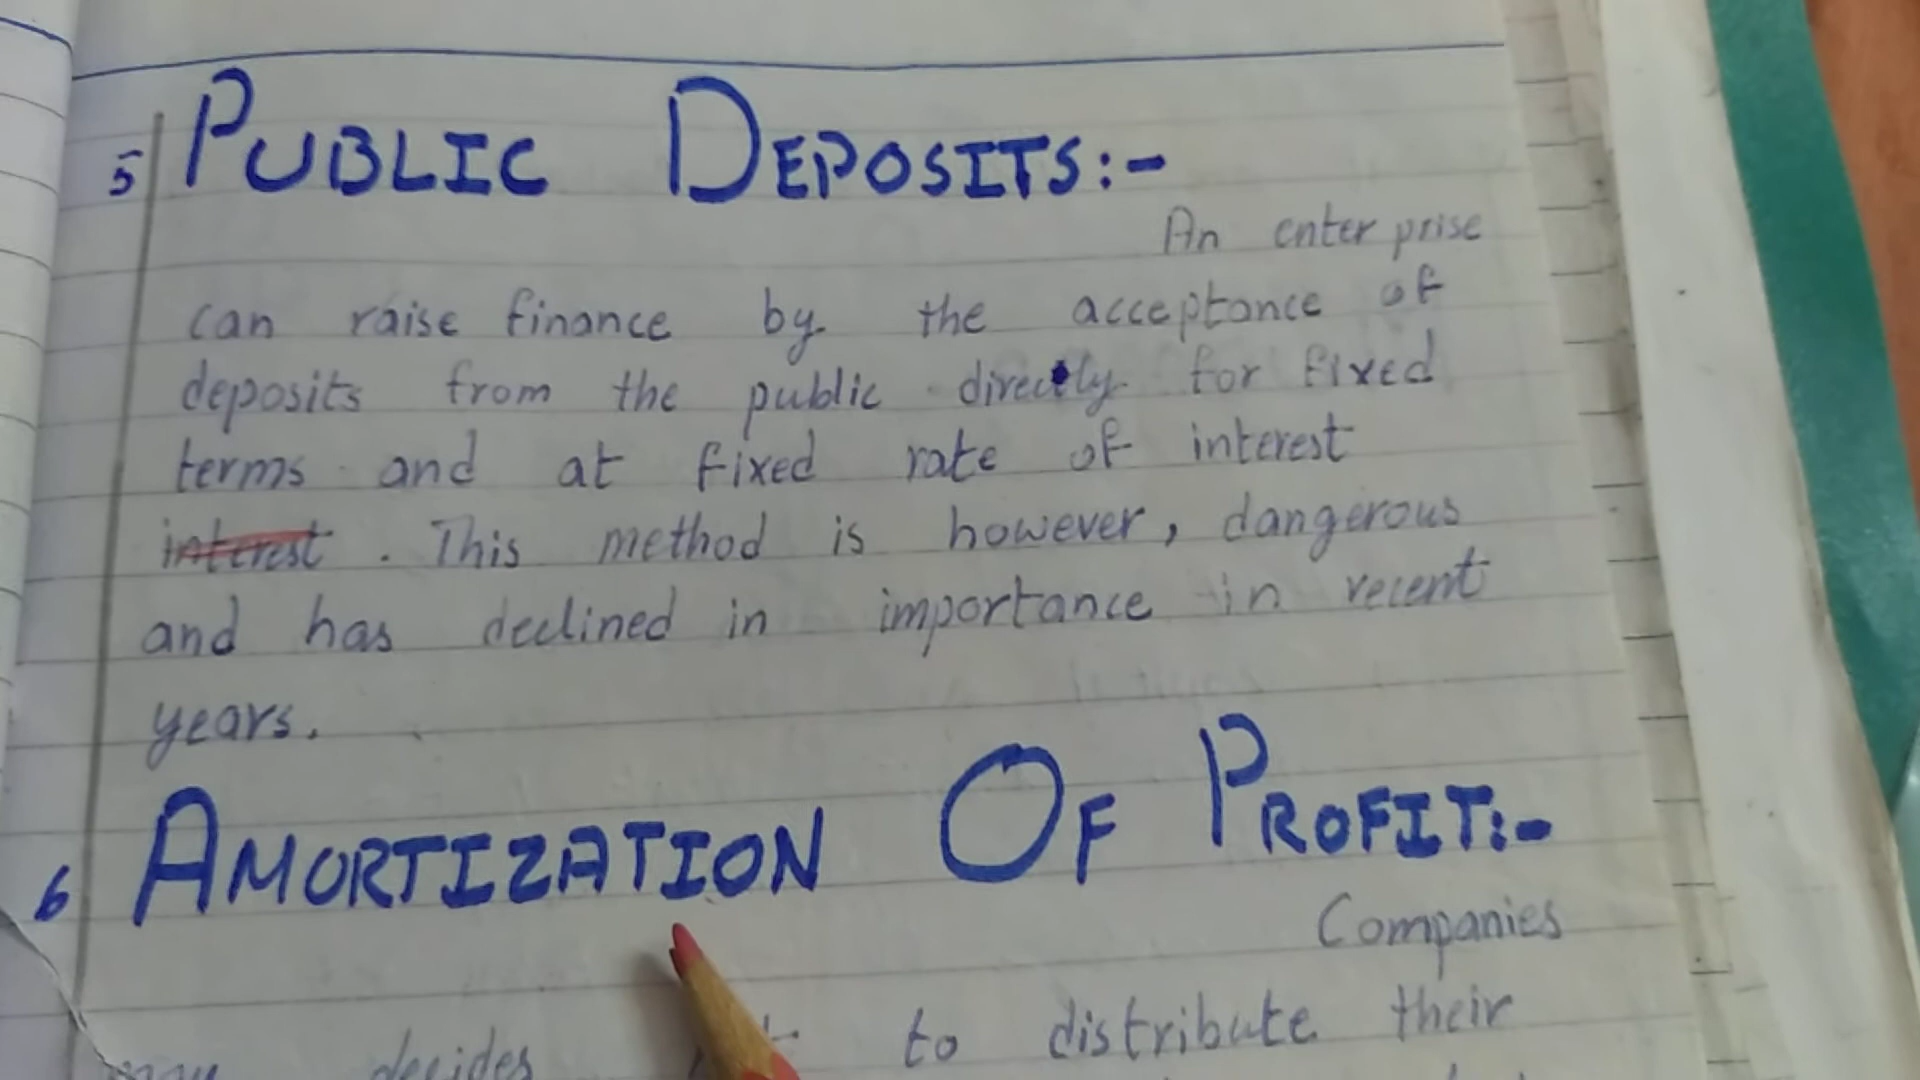 5 PUBLIC DEPOSITS:-
An enterprise
can raise finance by the acceptance of
deposits from the public directly for fixed
terms and at fixed rate of interest
interest. This method is however, dangerous
and has declined in importance in recent
years.
6 AMORTIZATION OF PROFIT:-
Companies
may decides to distribute their